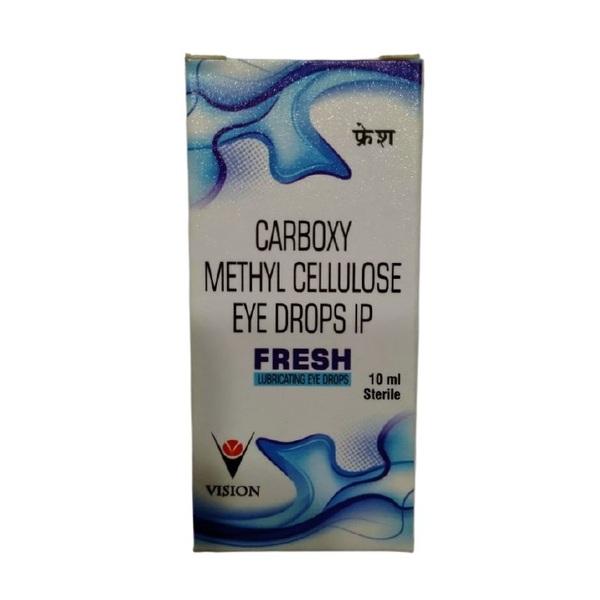 फ्रेश
CARBOXY
METHYL CELLULOSE
EYE DROPS IP
FRESH
LUBRICATING EYE DROPS
10 ml
Sterile
VISION